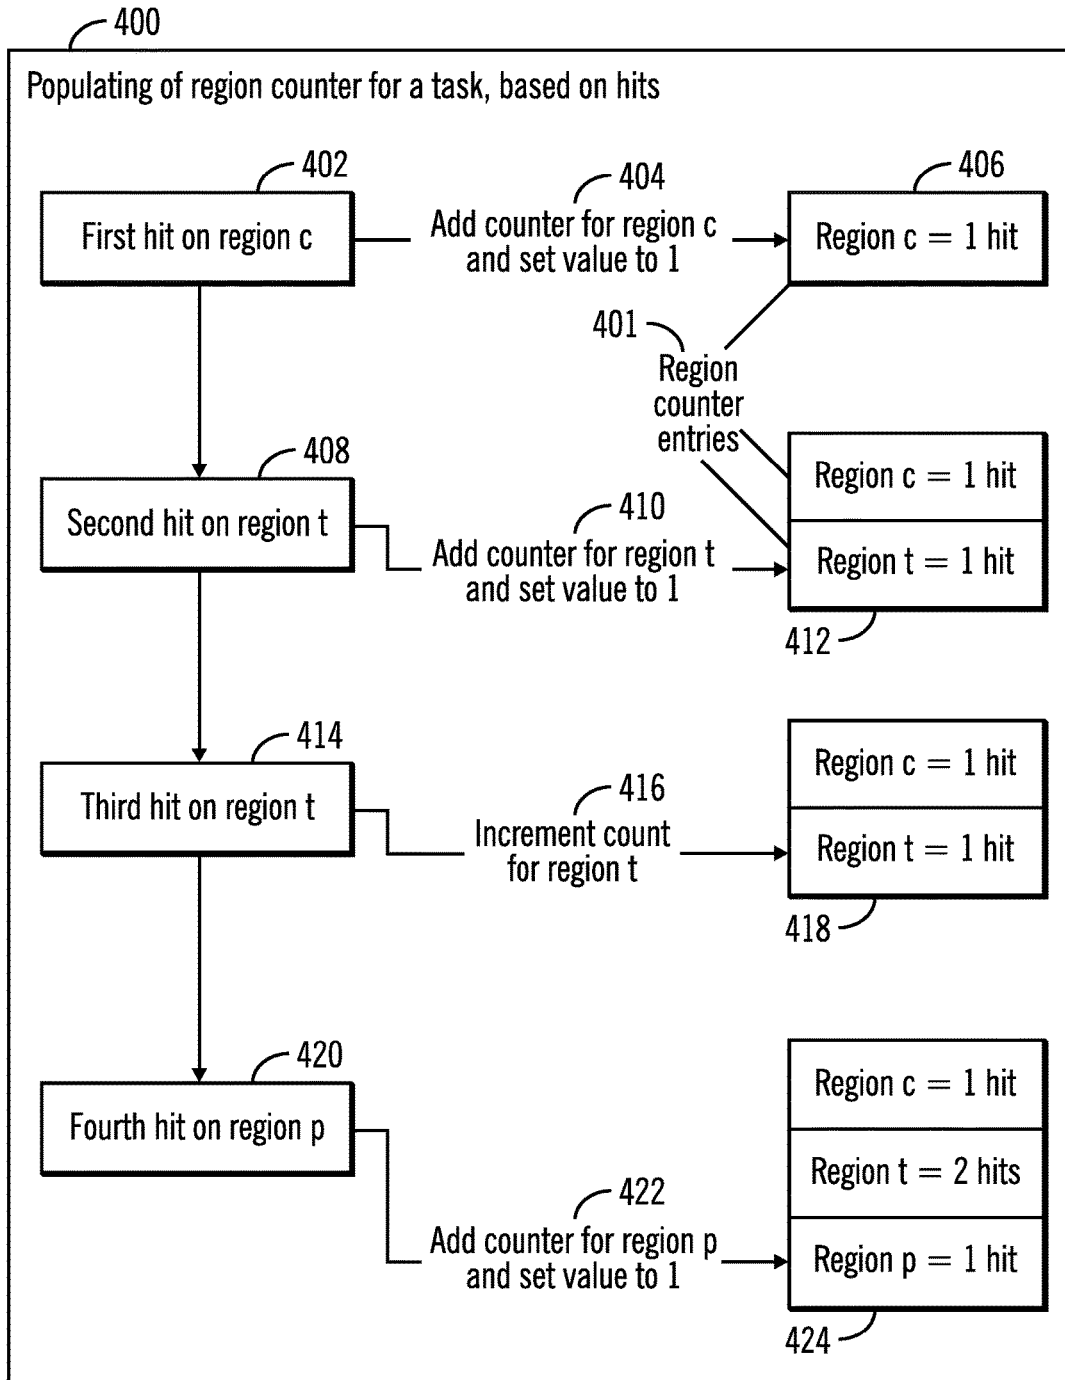 400
Populating of region counter for a task, based on hits
402
First hit on region c
404
Add counter for region c
and set value to 1
406
Region c = 1 hit
401
Region
counter
entries
408
Second hit on region t
410
Add counter for region t
and set value to 1
Region c = 1 hit
Region t = 1 hit
412
414
Third hit on region t
416
Increment count
for region t
Region c = 1 hit
Region t = 1 hit
418
420
Fourth hit on region p
422
Add counter for region p
and set value to 1
Region c = 1 hit
Region t = 2 hits
Region p = 1 hit
424